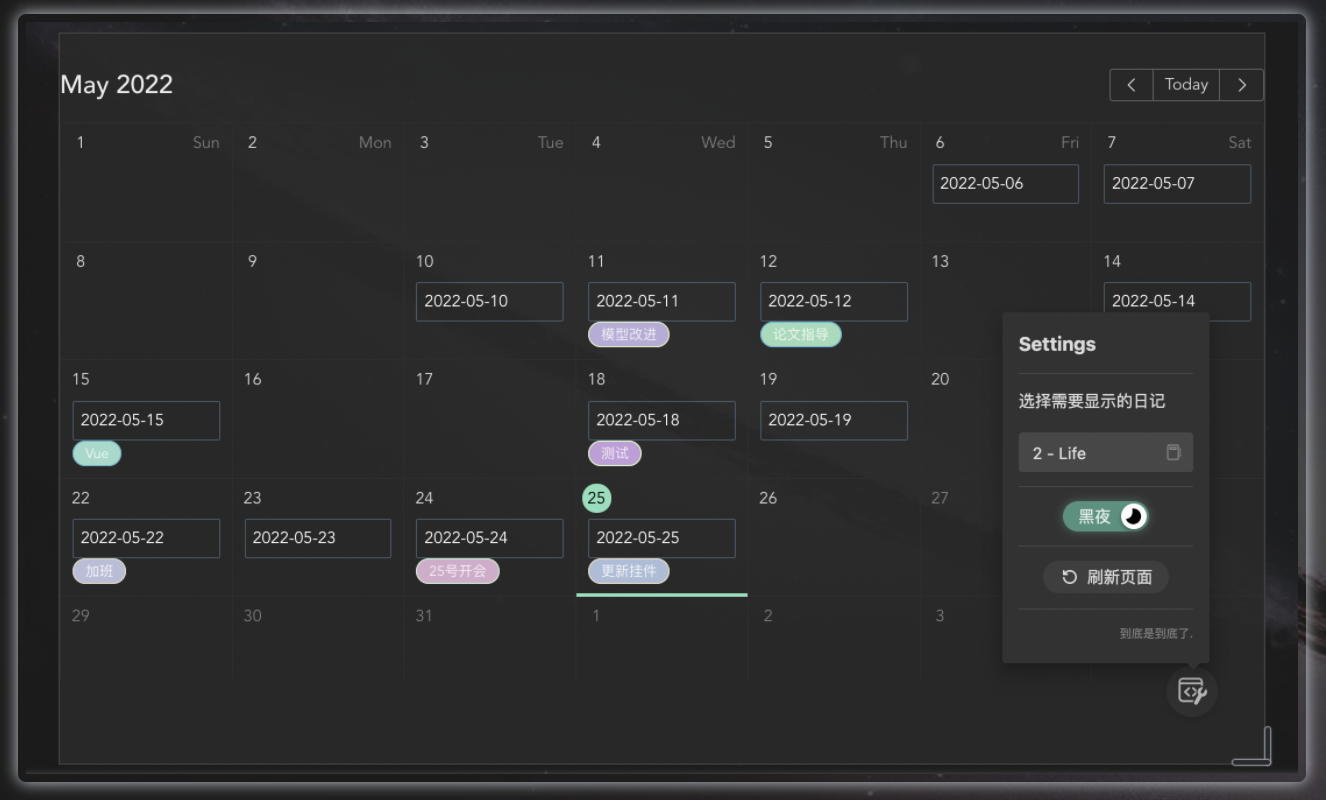 May 2022
Today
1 Sun 2 Mon 3 Tue 4 Wed 5 Thu 6 Fri 7 Sat
2022-05-06 2022-05-07
8 9 10 11 12 13 14
2022-05-10 2022-05-11 2022-05-12 2022-05-14
模型改进 论文指导
15 16 17 18 19 20
2022-05-15 2022-05-18 2022-05-19
Vue 测试
22 23 24 25 26 27
2022-05-22 2022-05-23 2022-05-24 2022-05-25
加班 25号开会 更新挂件
29 30 31 1 2 3
Settings
选择需要显示的日记
2 - Life
黑夜
刷新页面
到底是到底了.